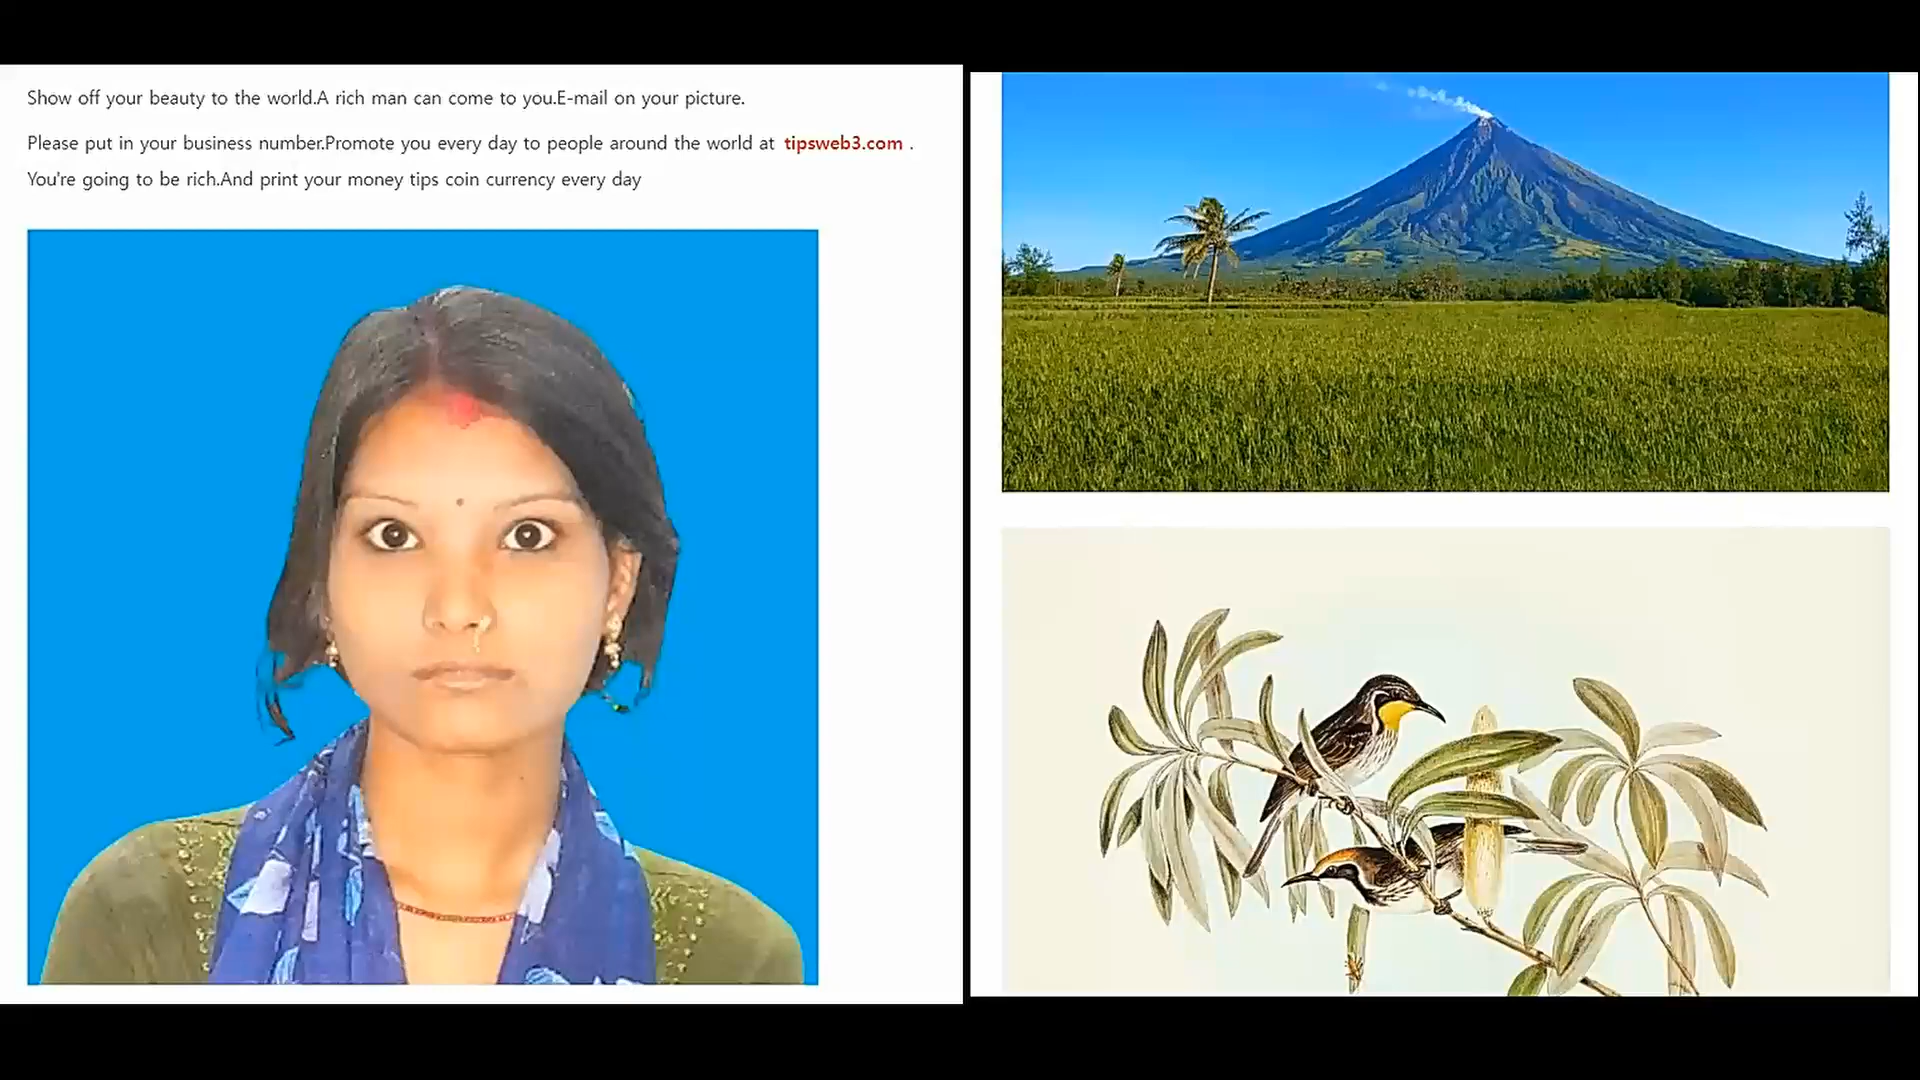 Show off your beauty to the world.A rich man can come to you.E-mail on your picture.
Please put in your business number.Promote you every day to people around the world at tipsweb3.com .
You're going to be rich.And print your money tips coin currency every day